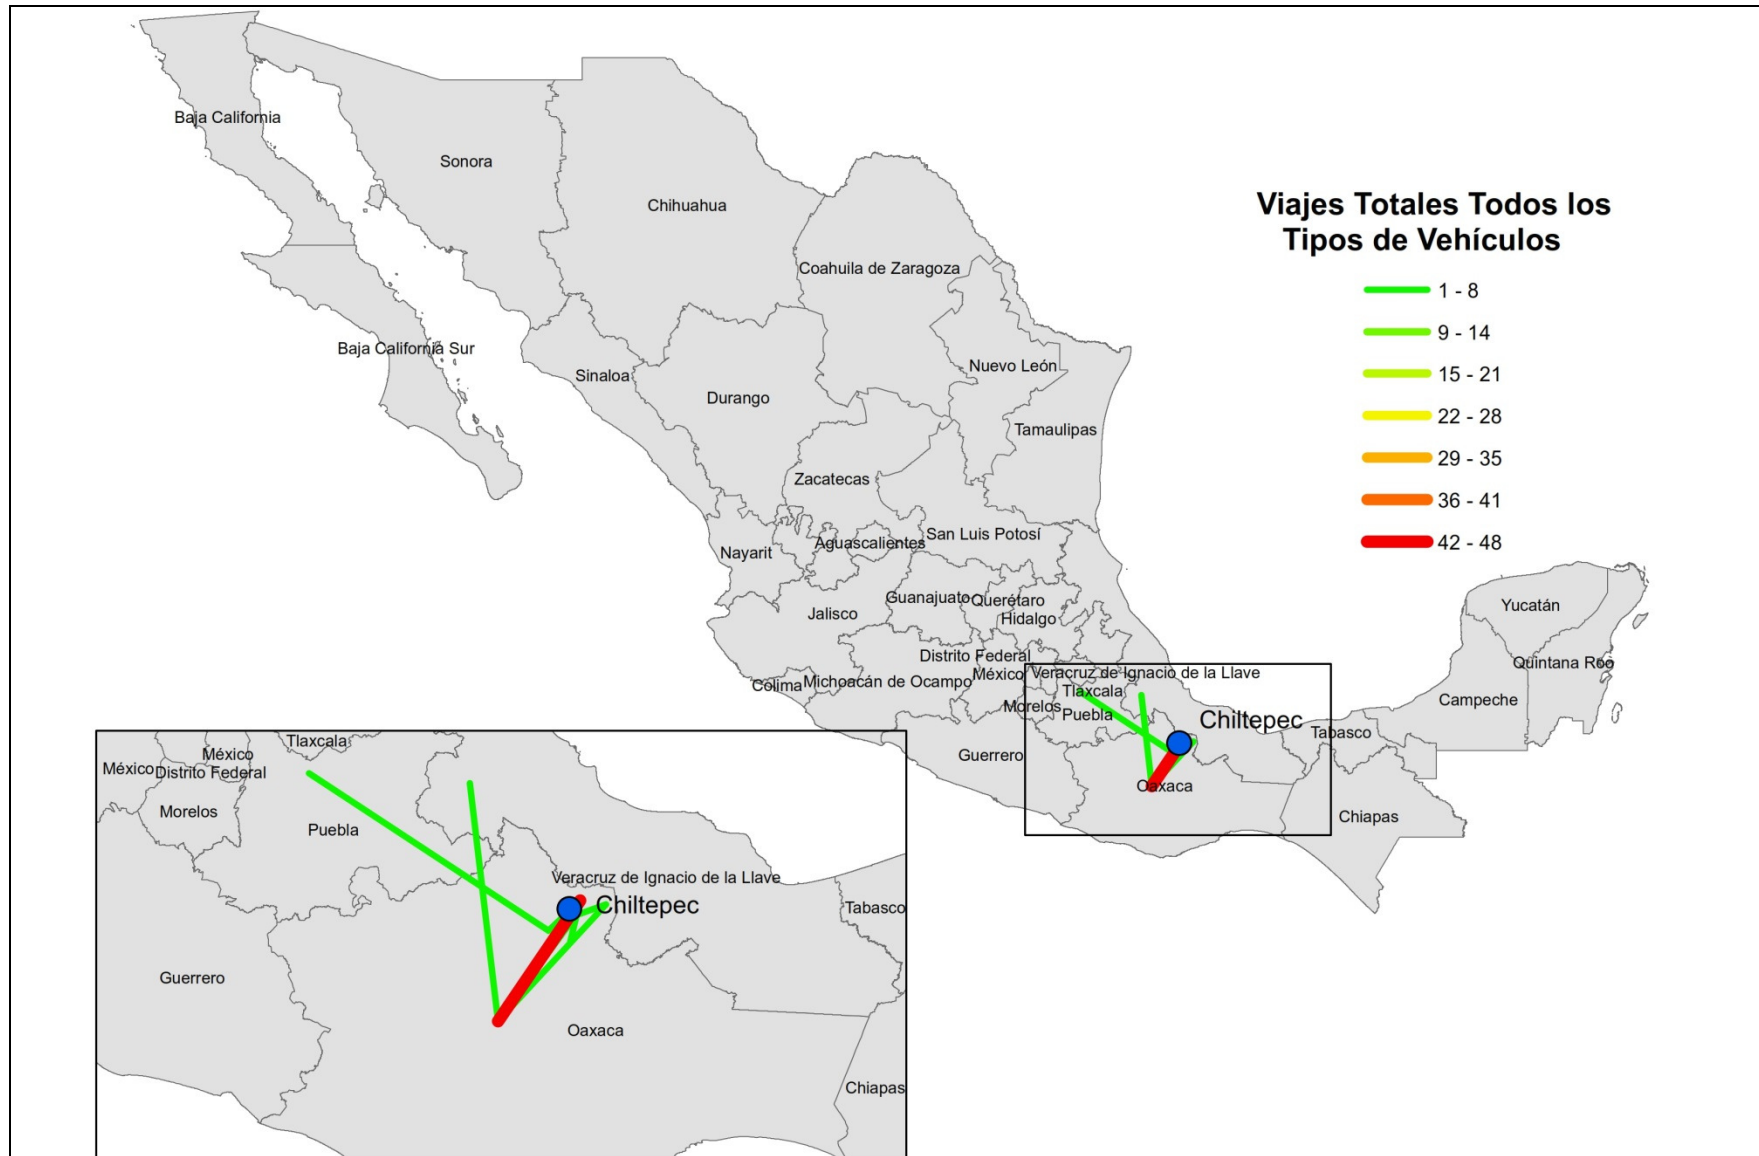 Baja California
Sonora
Chihuahua
Coahuila de Zaragoza
Baja California Sur
Sinaloa
Durango
Nuevo León
Tamaulipas
Zacatecas
Nayarit
Aguascalientes
San Luis Potosí
Jalisco
Guanajuato
Querétaro
Hidalgo
Colima
Michoacán de Ocampo
Distrito Federal
México
Veracruz de Ignacio de la Llave
Tlaxcala
Morelos
Puebla
Chiltepec
Guerrero
Oaxaca
Tabasco
Chiapas
Campeche
Yucatán
Quintana Roo
Viajes Totales Todos los
Tipos de Vehículos
1 - 8
9 - 14
15 - 21
22 - 28
29 - 35
36 - 41
42 - 48
Tlaxcala
México
México
Distrito Federal
Morelos
Puebla
Veracruz de Ignacio de la Llave
Chiltepec
Tabasco
Guerrero
Oaxaca
Chiapas